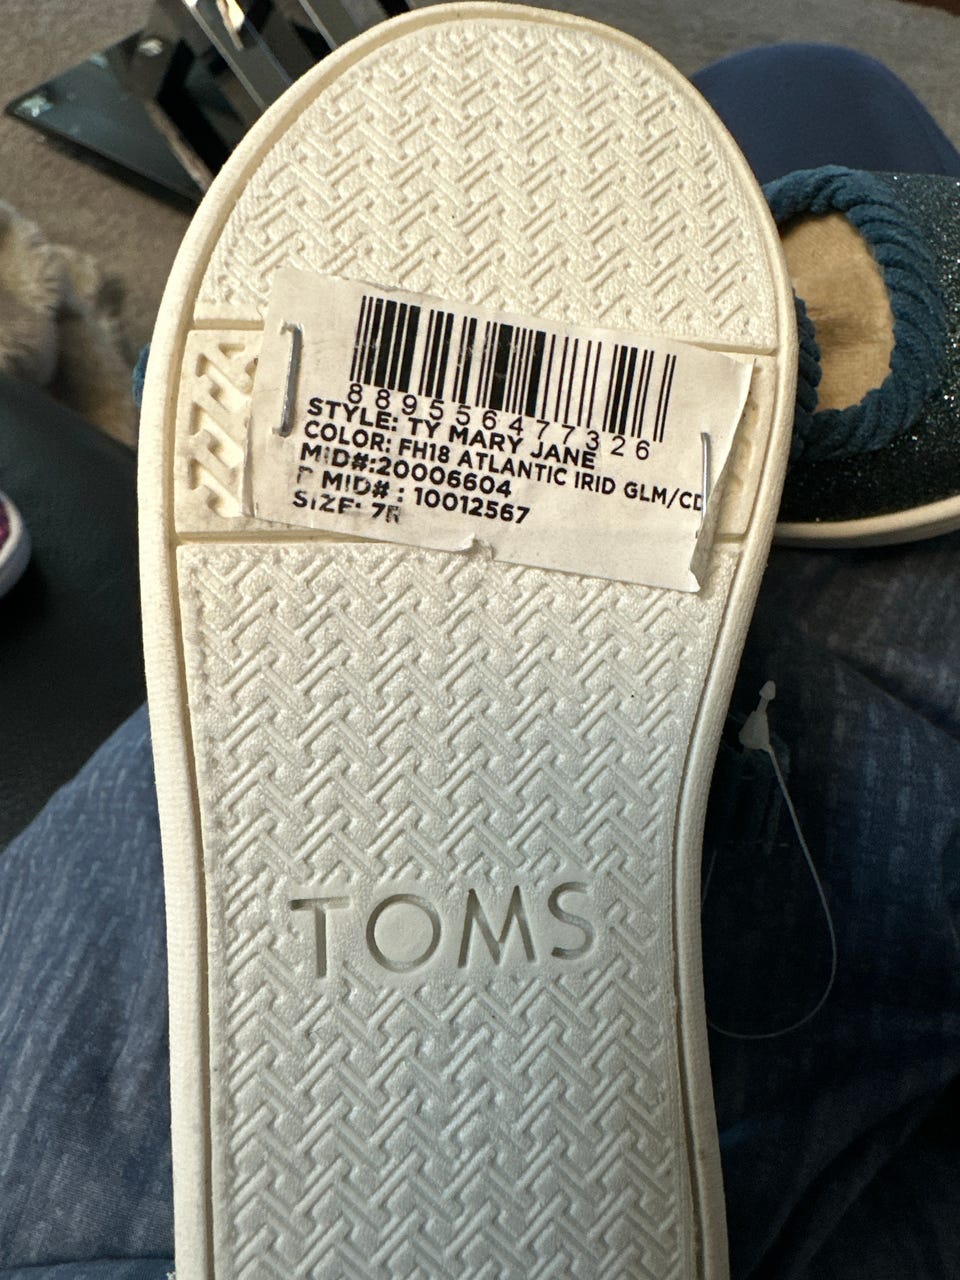 889556477326
STYLE: TY MARY JANE
COLOR: FH18 ATLANTIC IRID GLM/CD
MID#:20006604
P MID# : 10012567
SIZE: 7R
TOMS